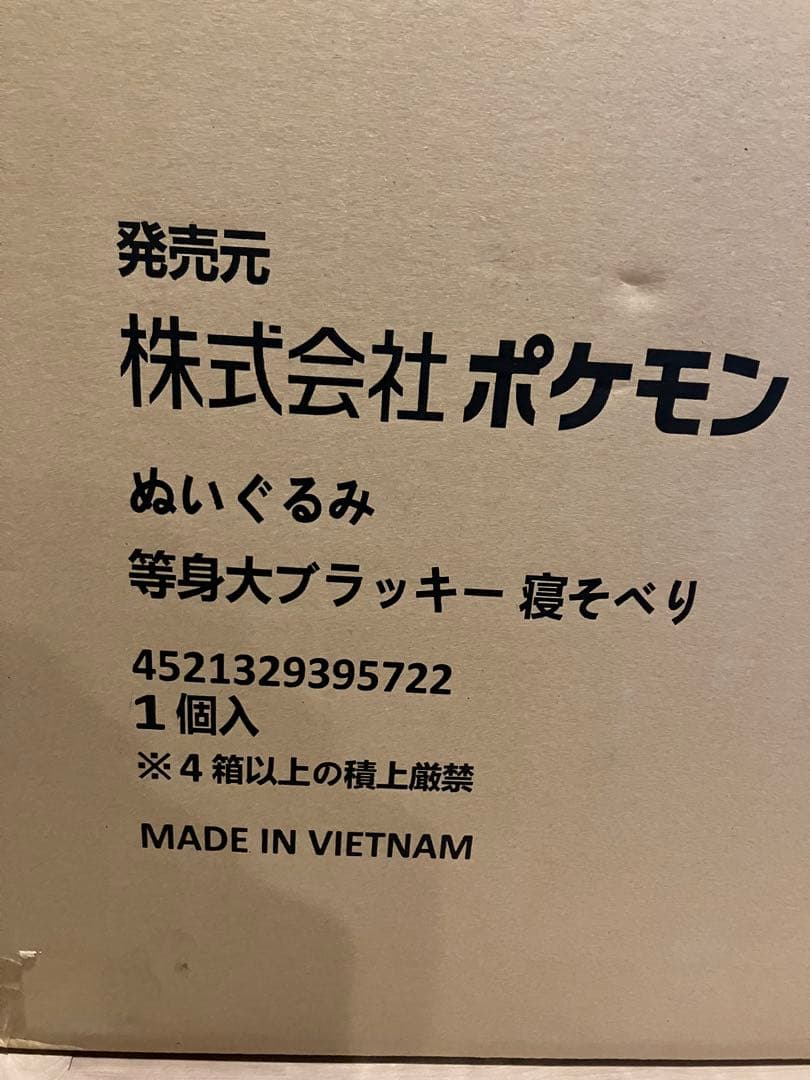 発売元
株式会社ポケモン
ぬいぐるみ
等身大ブラッキー 寝そべり
4521329395722
1個入
※4箱以上の積上厳禁
MADE IN VIETNAM